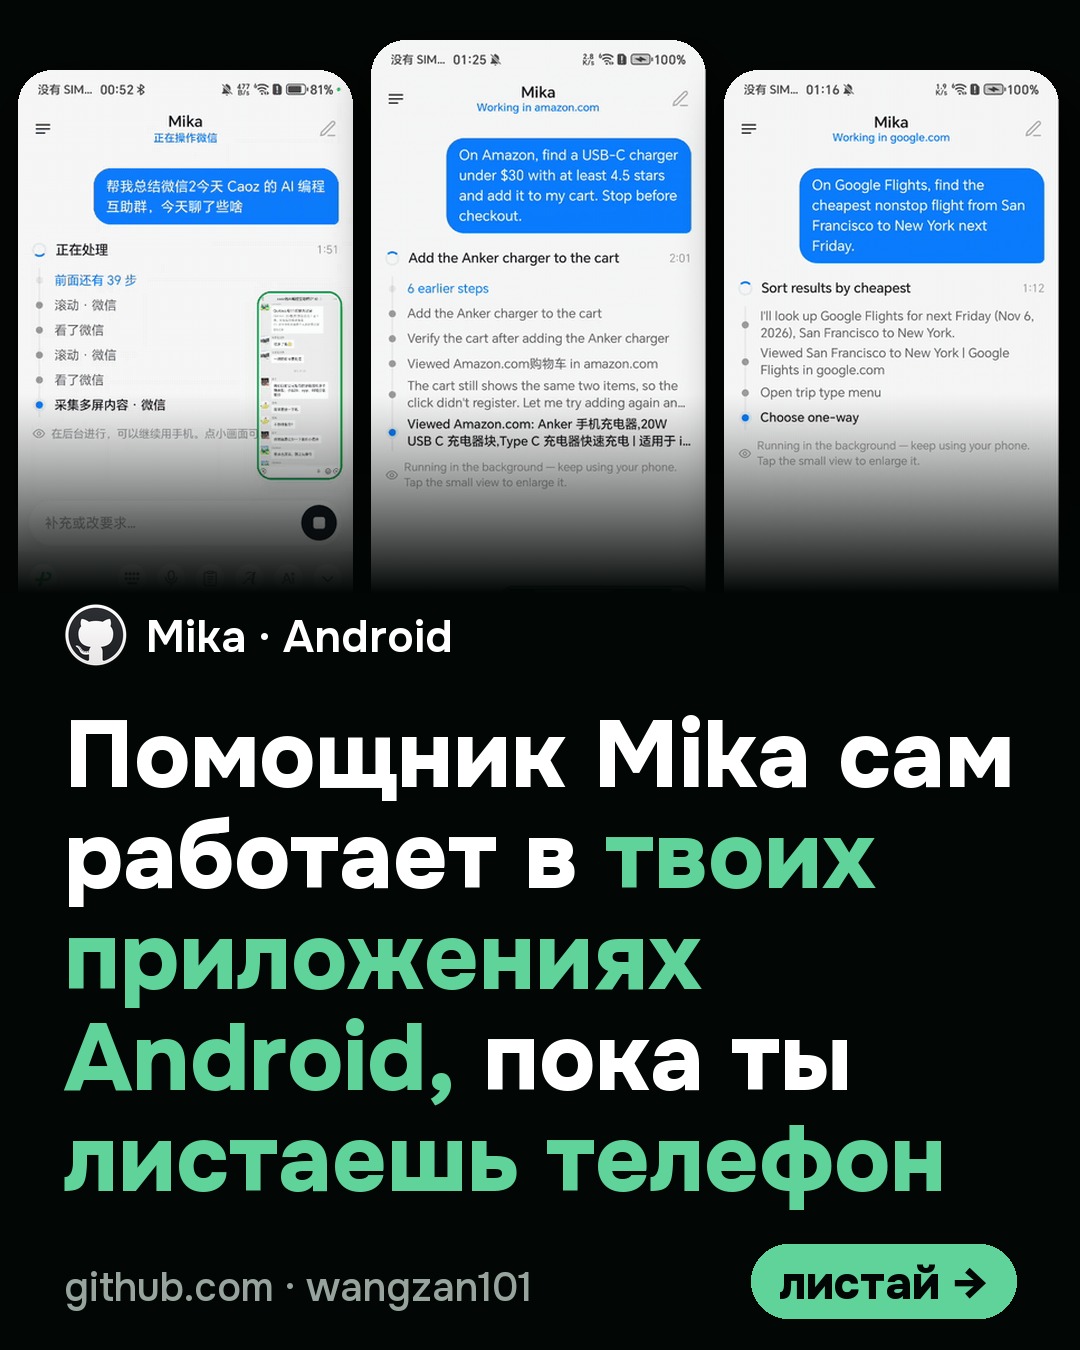 没有 SIM... 00:52
477 B/s 81%
Mika
正在操作微信
帮我总结微信2今天 Caoz 的 AI 编程
互助群，今天聊了些啥
正在处理 1:51
前面还有 39 步
滚动 · 微信
看了微信
滚动 · 微信
看了微信
采集多屏内容 · 微信
在后台进行，可以继续用手机。点小画面可
补充或改要求...
没有 SIM... 01:25
2.8 K/s 100%
Mika
Working in amazon.com
On Amazon, find a USB-C charger
under $30 with at least 4.5 stars
and add it to my cart. Stop before
checkout.
Add the Anker charger to the cart 2:01
6 earlier steps
Add the Anker charger to the cart
Verify the cart after adding the Anker charger
Viewed Amazon.com购物车 in amazon.com
The cart still shows the same two items, so the
click didn't register. Let me try adding again an...
Viewed Amazon.com: Anker 手机充电器,20W
USB C 充电器块,Type C 充电器快速充电 | 适用于 i...
Running in the background — keep using your phone.
Tap the small view to enlarge it.
没有 SIM... 01:16
1.9 K/s 100%
Mika
Working in google.com
On Google Flights, find the
cheapest nonstop flight from San
Francisco to New York next
Friday.
Sort results by cheapest 1:12
I'll look up Google Flights for next Friday (Nov 6,
2026), San Francisco to New York.
Viewed San Francisco to New York | Google
Flights in google.com
Open trip type menu
Choose one-way
Running in the background — keep using your phone.
Tap the small view to enlarge it.
Mika · Android
Помощник Mika сам
работает в твоих
приложениях
Android, пока ты
листаешь телефон
github.com · wangzan101
листай →